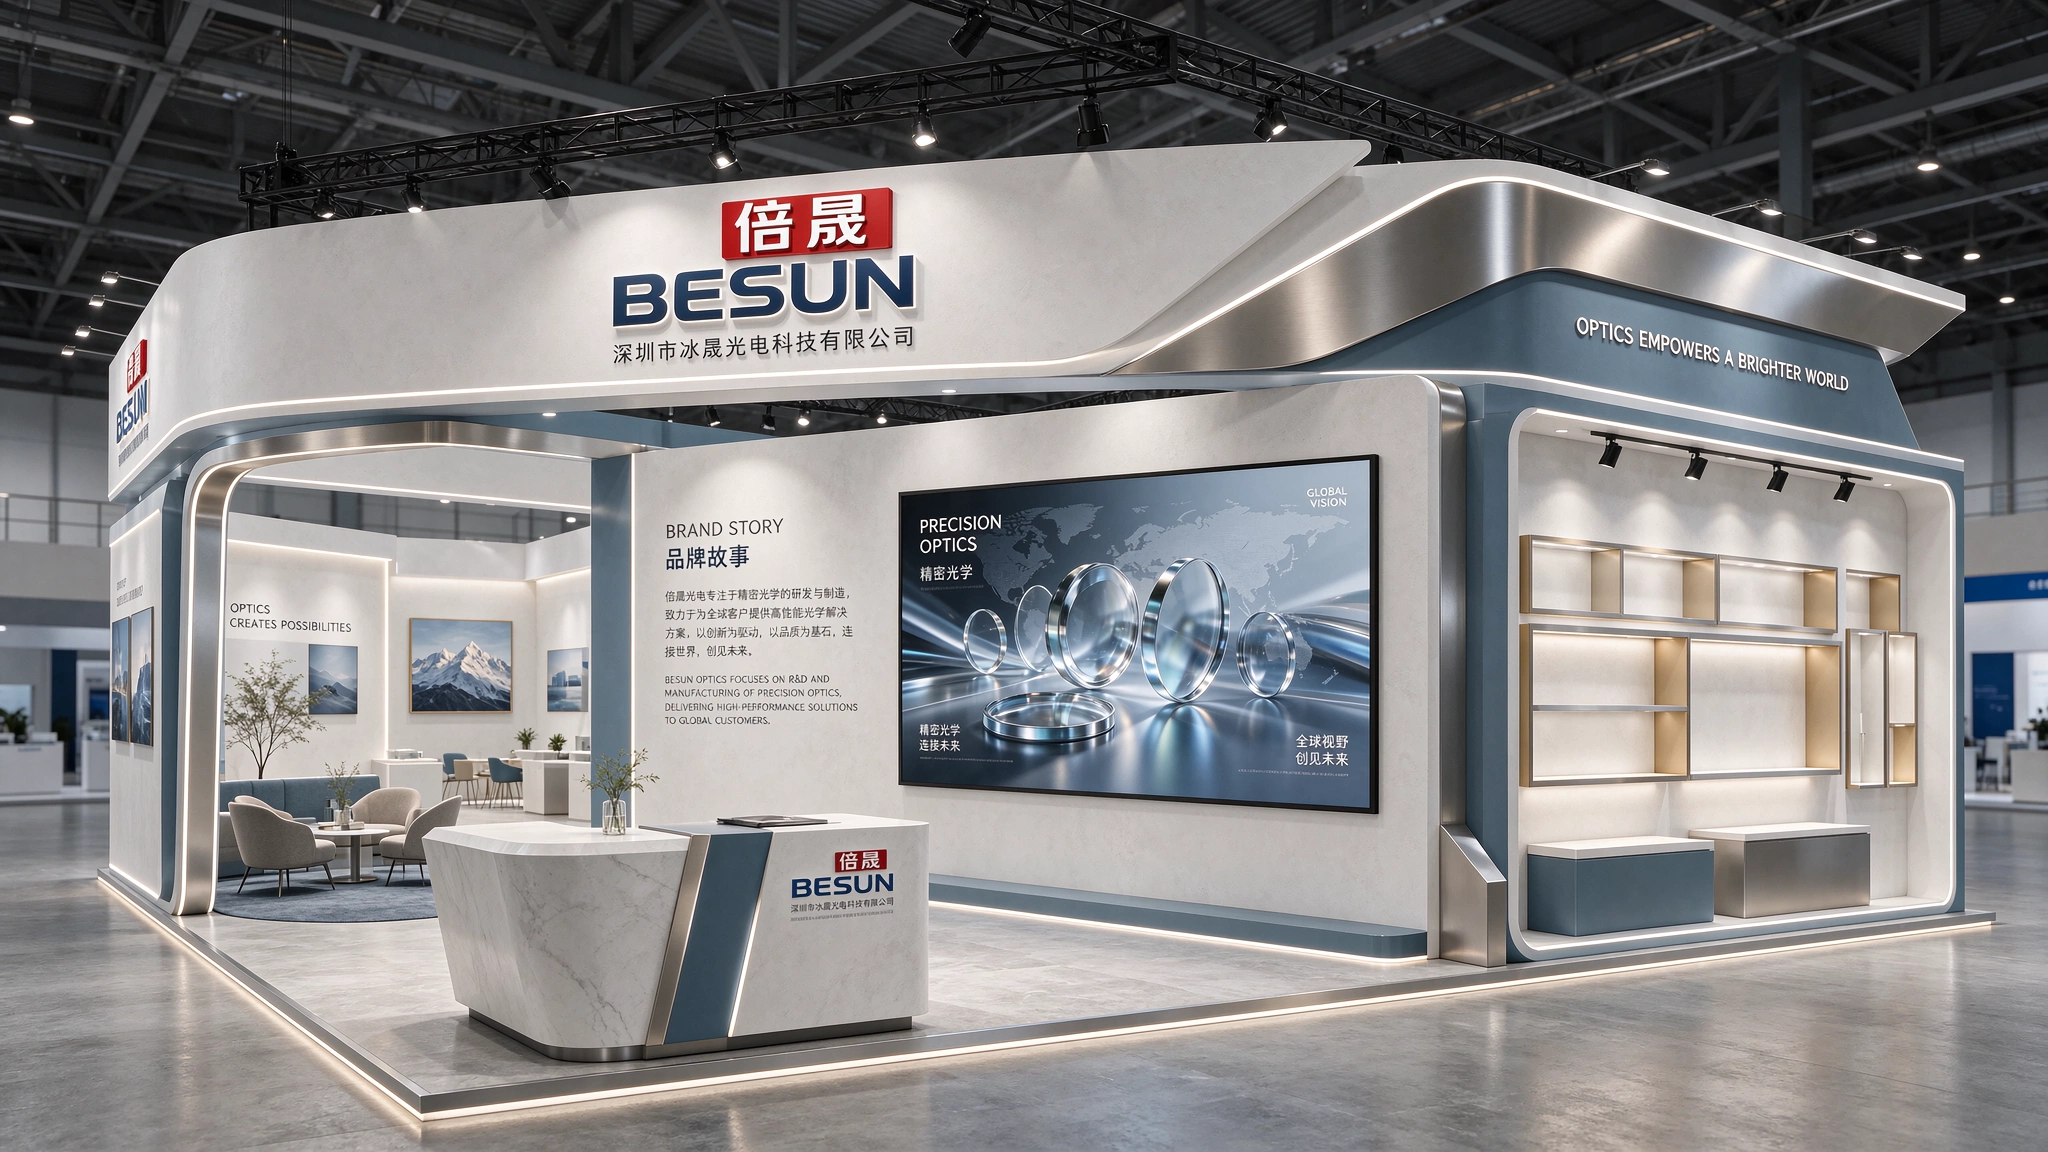 倍晟
BESUN
深圳市冰晟光电科技有限公司
倍晟
BESUN
OPTICS EMPOWERS A BRIGHTER WORLD
OPTICS
CREATES POSSIBILITIES
BRAND STORY
品牌故事
倍晟光电专注于精密光学的研发与制造，
致力于为全球客户提供高性能光学解决
方案，以创新为驱动，以品质为基石，连
接世界，创见未来。
BESUN OPTICS FOCUSES ON R&D AND
MANUFACTURING OF PRECISION OPTICS,
DELIVERING HIGH-PERFORMANCE SOLUTIONS
TO GLOBAL CUSTOMERS.
PRECISION
OPTICS
精密光学
GLOBAL
VISION
精密光学
连接未来
全球视野
创见未来
倍晟
BESUN
深圳市冰晟光电科技有限公司